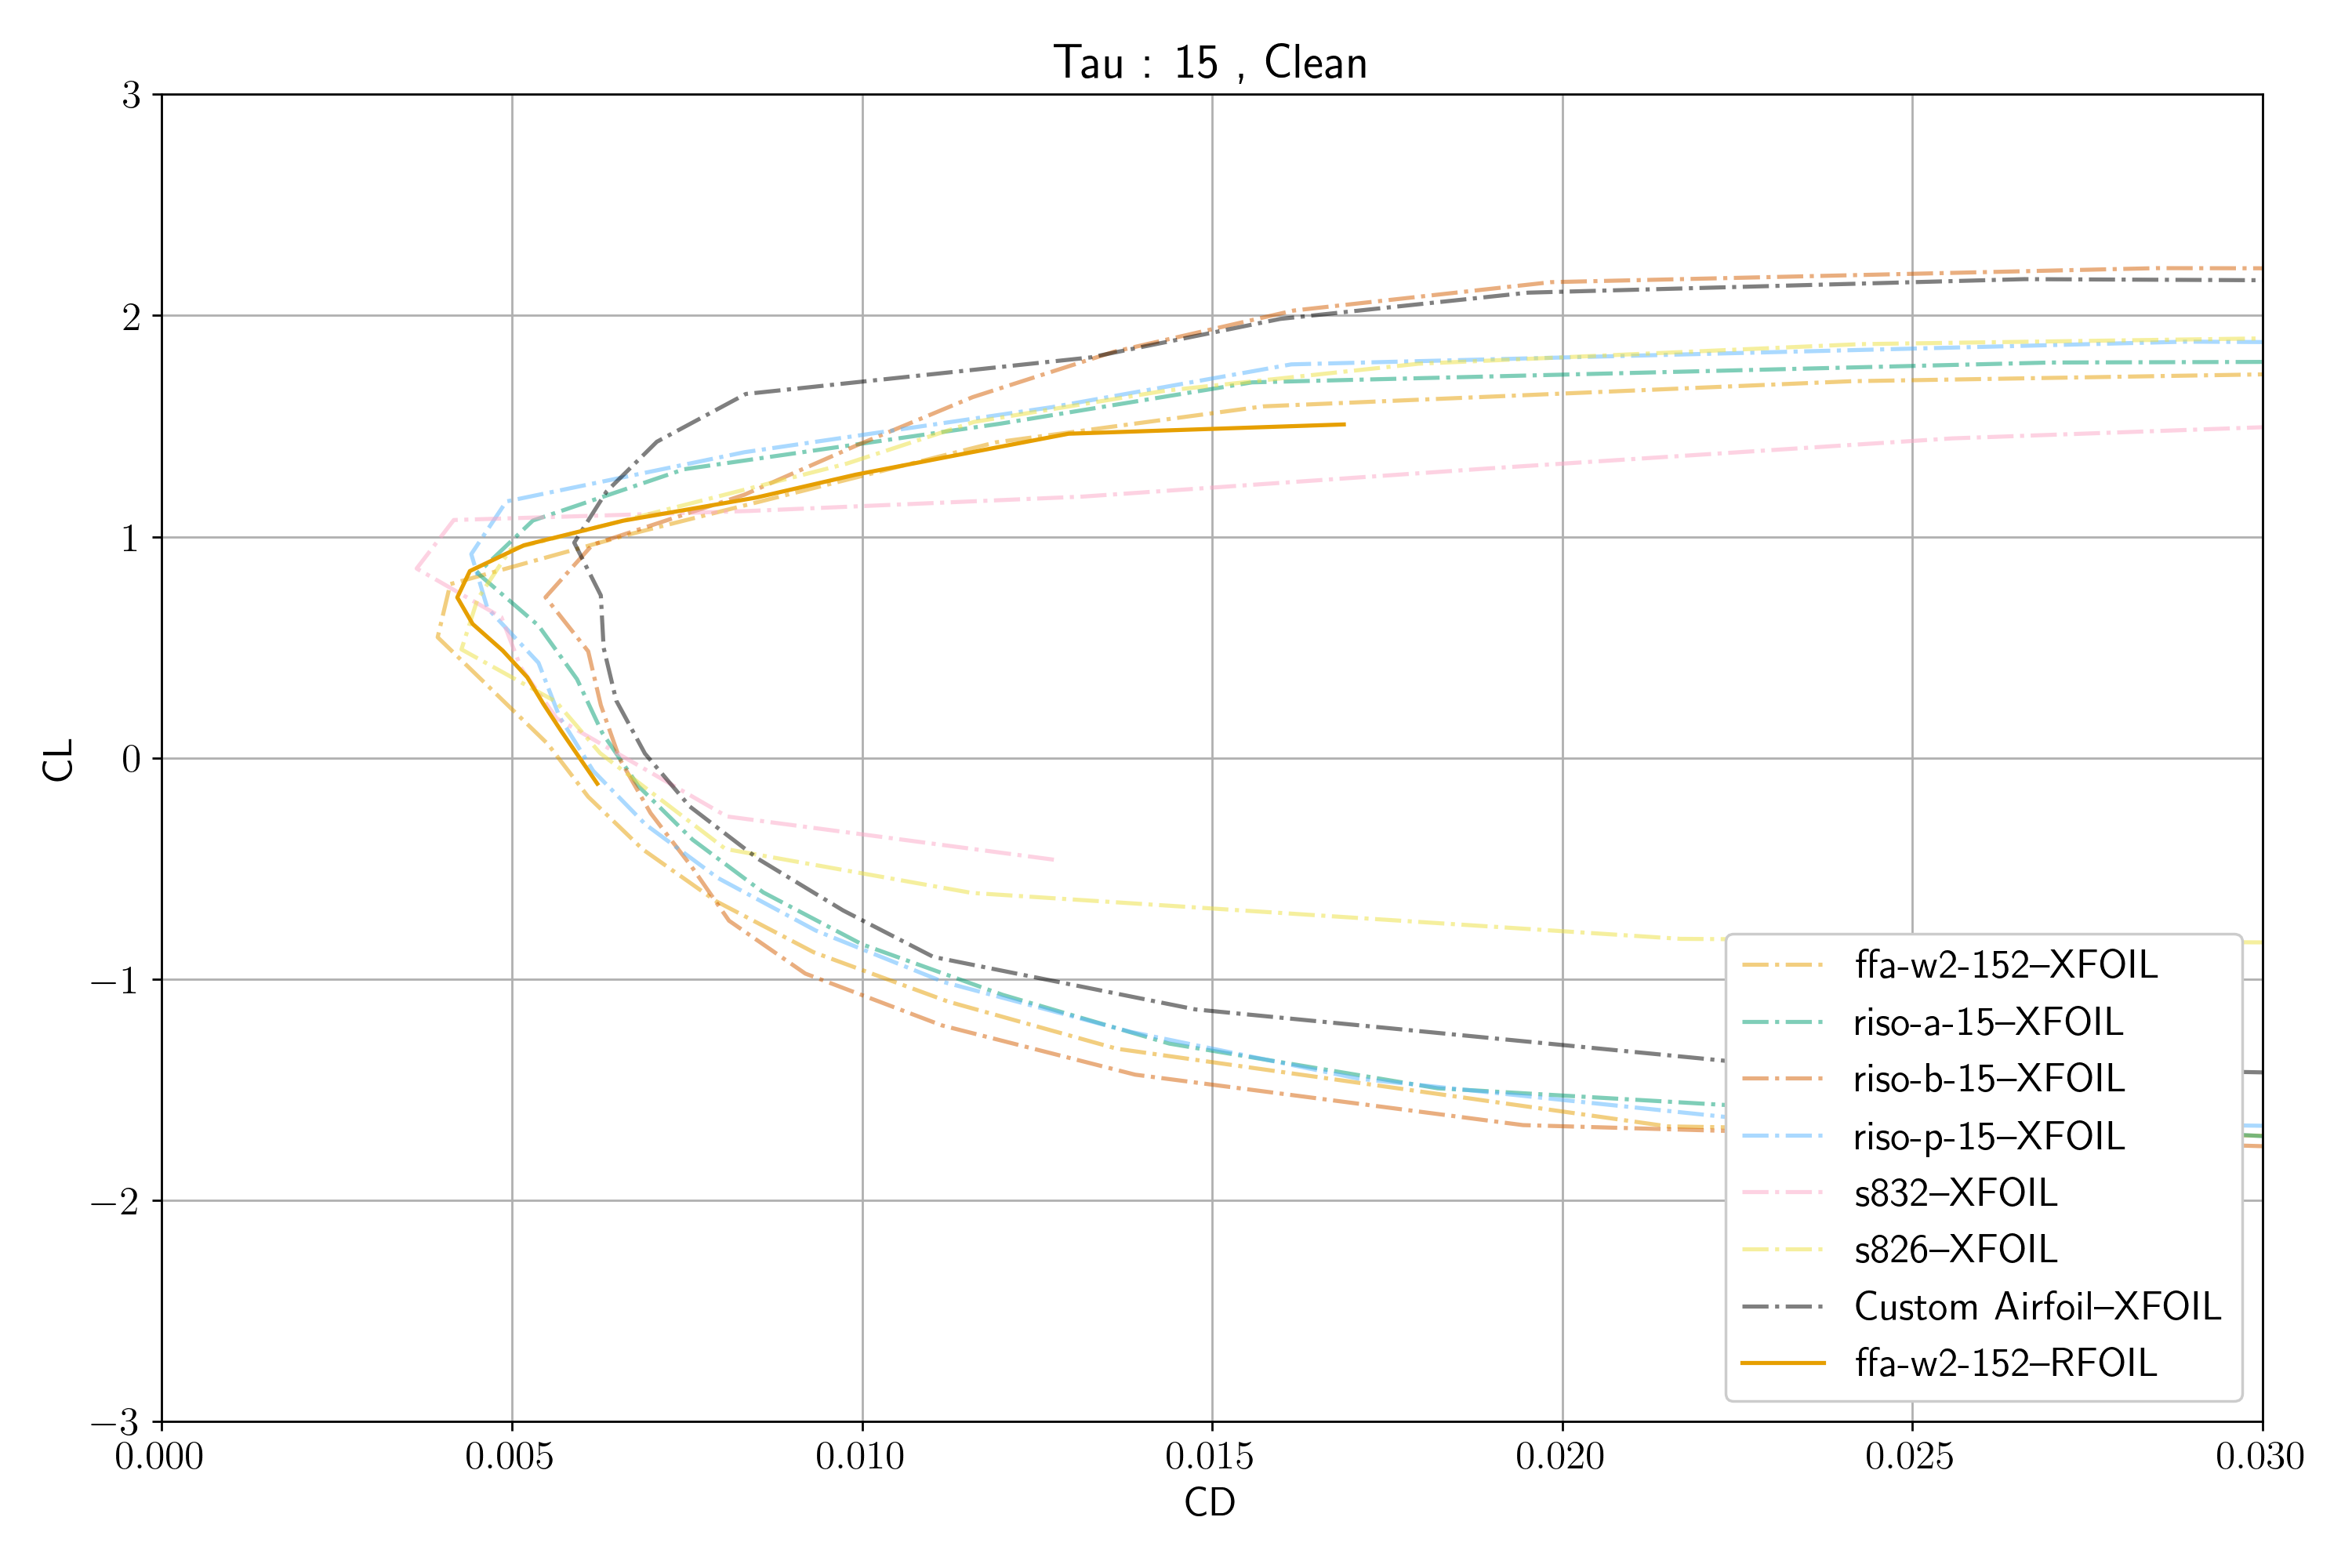 Tau : 15 , Clean
3
2
1
0
−1
−2
−3
CL
0.000 0.005 0.010 0.015 0.020 0.025 0.030
CD
ffa-w2-152–XFOIL
riso-a-15–XFOIL
riso-b-15–XFOIL
riso-p-15–XFOIL
s832–XFOIL
s826–XFOIL
Custom Airfoil–XFOIL
ffa-w2-152–RFOIL